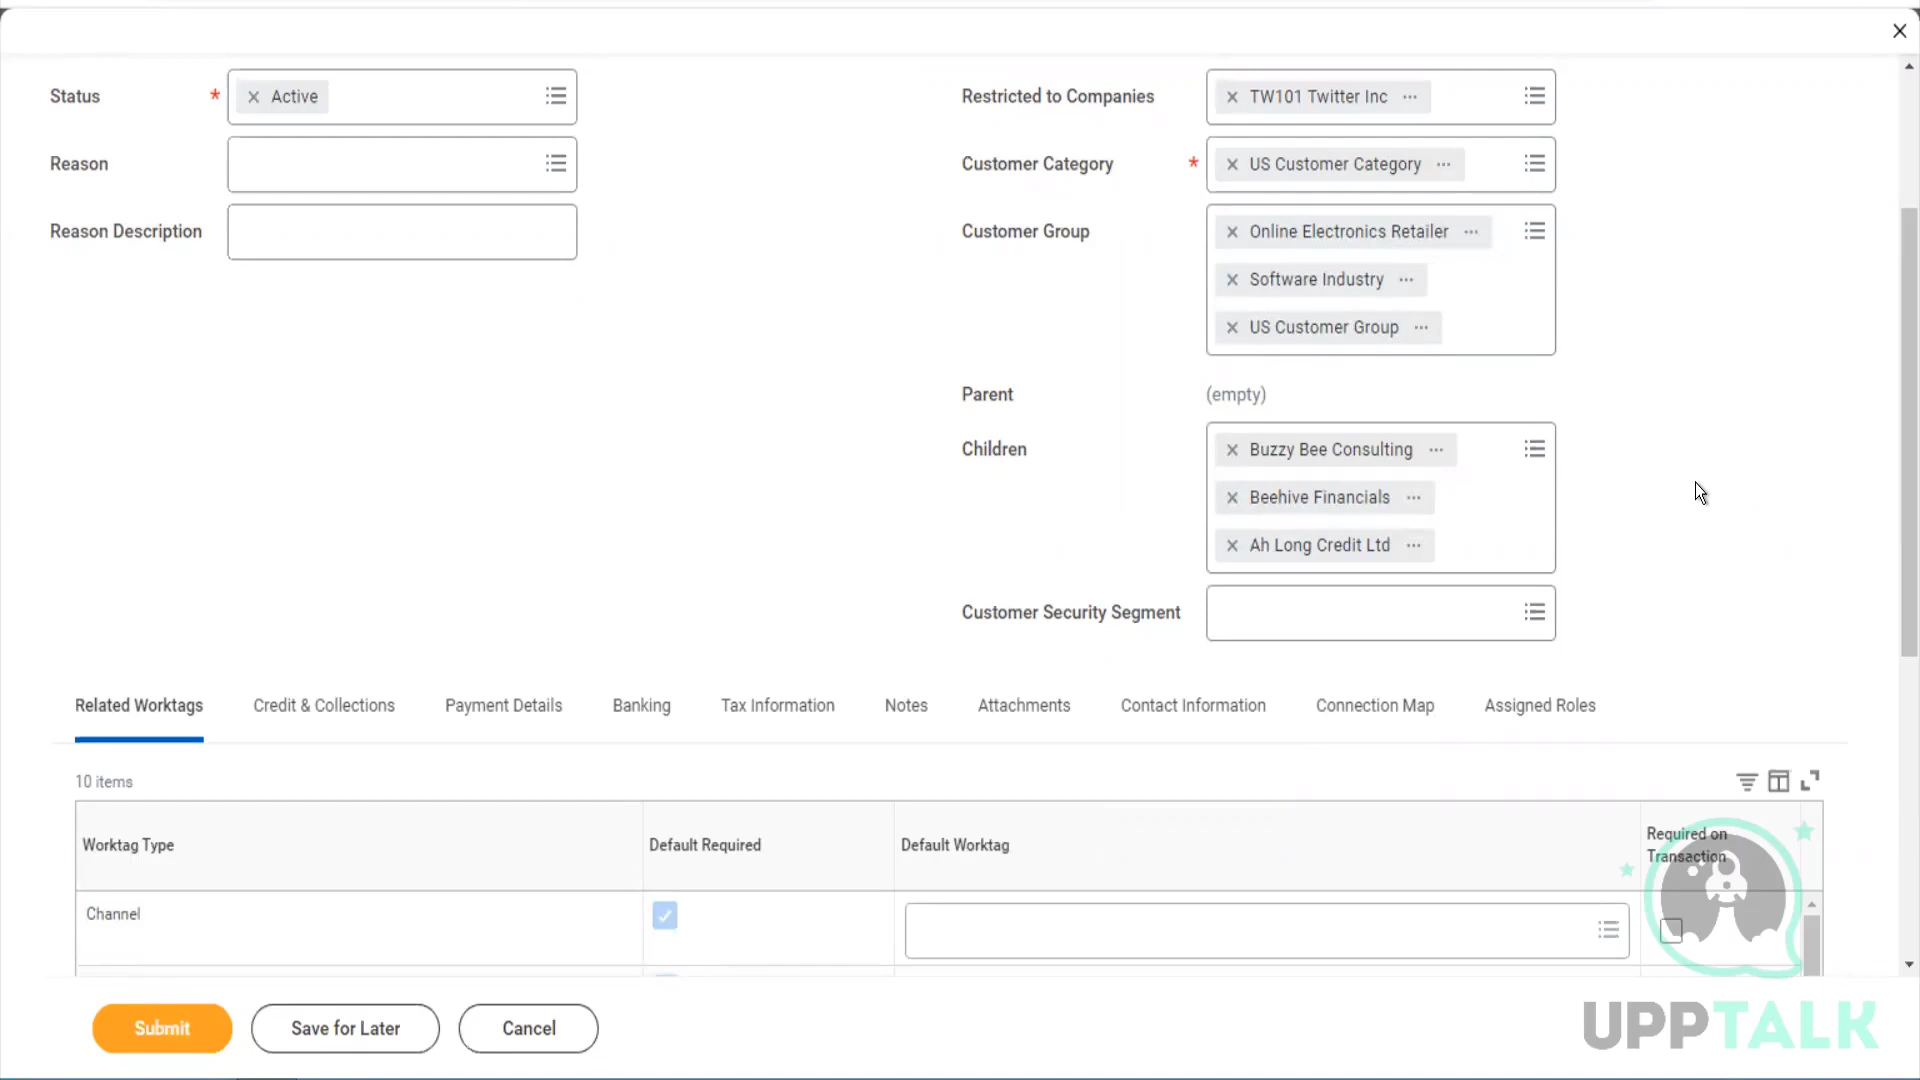 Status * Active
Reason
Reason Description
Restricted to Companies TW101 Twitter Inc
Customer Category * US Customer Category
Customer Group Online Electronics Retailer
Software Industry
US Customer Group
Parent (empty)
Children Buzzy Bee Consulting
Beehive Financials
Ah Long Credit Ltd
Customer Security Segment
Related Worktags Credit & Collections Payment Details Banking Tax Information Notes Attachments Contact Information Connection Map Assigned Roles
10 items
Worktag Type Default Required Default Worktag Required on
Transaction
Channel
Submit Save for Later Cancel
UPPTALK